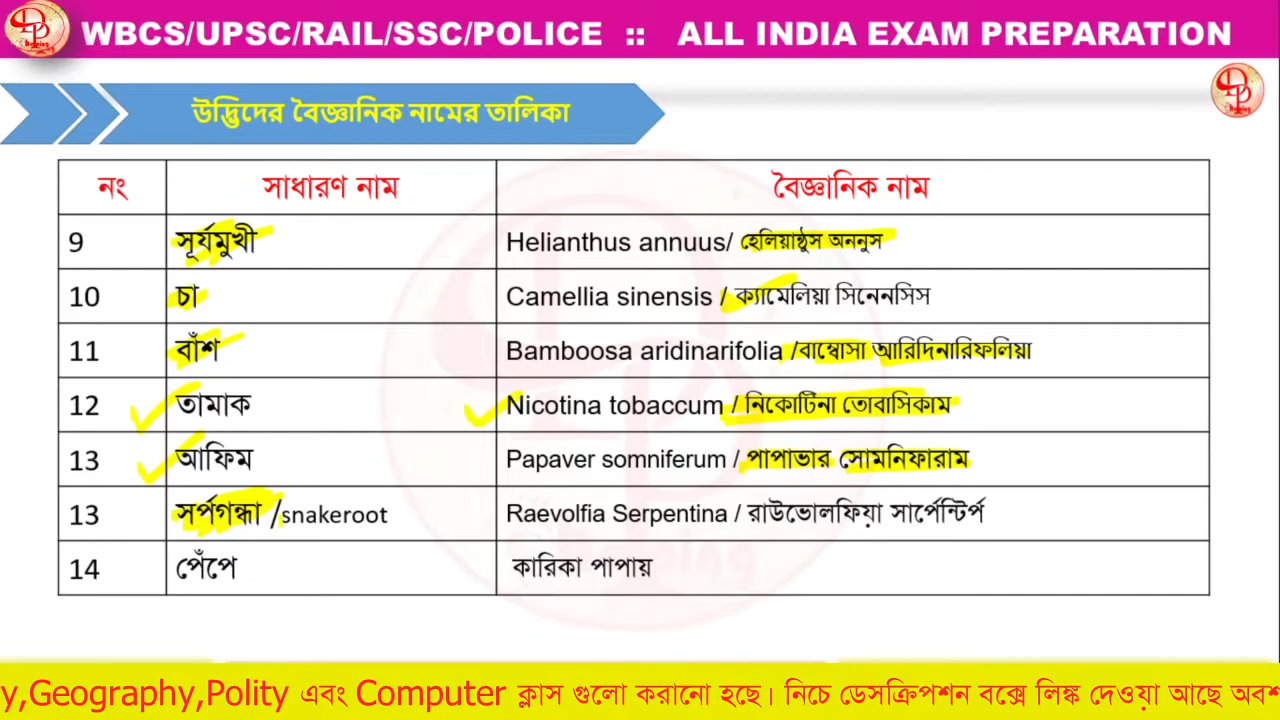 WBCS/UPSC/RAIL/SSC/POLICE :: ALL INDIA EXAM PREPARATION
উদ্ভিদের বৈজ্ঞানিক নামের তালিকা
নং সাধারণ নাম বৈজ্ঞানিক নাম
9 সূর্যমুখী Helianthus annuus/ হেলিয়ান্থুস অননুস
10 চা Camellia sinensis / ক্যামেলিয়া সিনেনসিস
11 বাঁশ Bamboosa aridinarifolia /বাম্বোসা আরিদিনারিফলিয়া
12 তামাক Nicotina tobaccum / নিকোটিনা তোবাসিকাম
13 আফিম Papaver somniferum / পাপাভার সোমনিফারাম
13 সর্পগন্ধা /snakeroot Raevolfia Serpentina / রাউভোলফিয়া সার্পেন্টির্প
14 পেঁপে কারিকা পাপায়
y,Geography,Polity এবং Computer ক্লাস গুলো করানো হছে। নিচে ডেসক্রিপশন বক্সে লিঙ্ক দেওয়া আছে অবশ